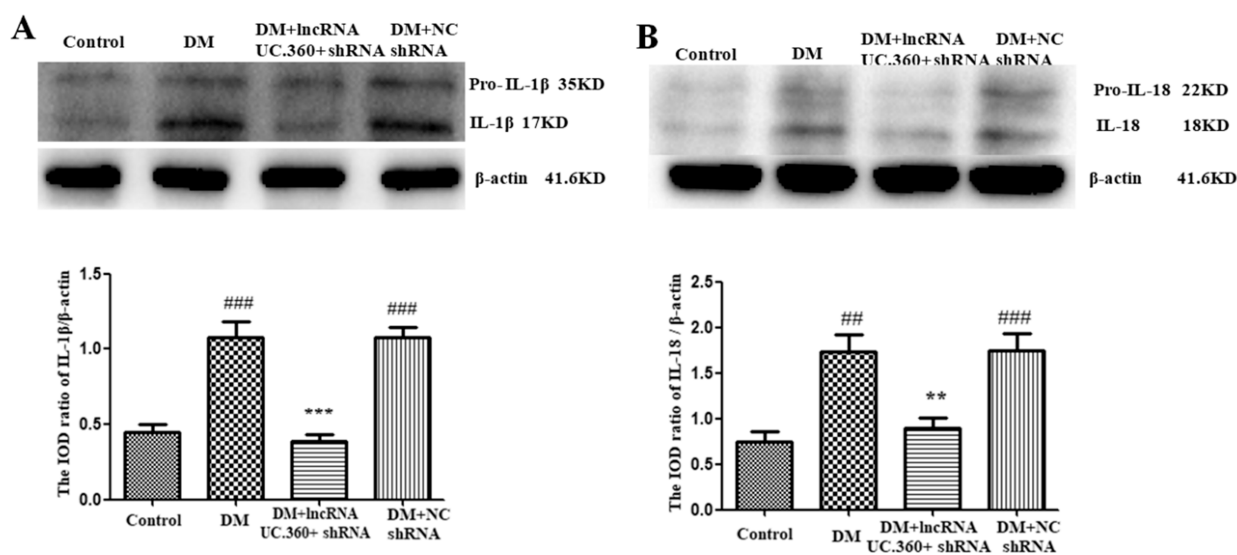 A
Control
DM
DM+lncRNA
UC.360+shRNA
DM+NC
shRNA
Pro-IL-1β 35KD
IL-1β 17KD
β-actin 41.6KD
The IOD ratio of IL-1β/β-actin
1.5
1.0
0.5
0.0
###
***
###
Control
DM
DM+lncRNA
UC.360+ shRNA
DM+NC
shRNA
B
Control
DM
DM+lncRNA
UC.360+shRNA
DM+NC
shRNA
Pro-IL-18 22KD
IL-18 18KD
β-actin 41.6KD
The IOD ratio of IL-18 / β-actin
2.5
2.0
1.5
1.0
0.5
0.0
##
**
###
Control
DM
DM+lncRNA
UC.360+ shRNA
DM+NC
shRNA